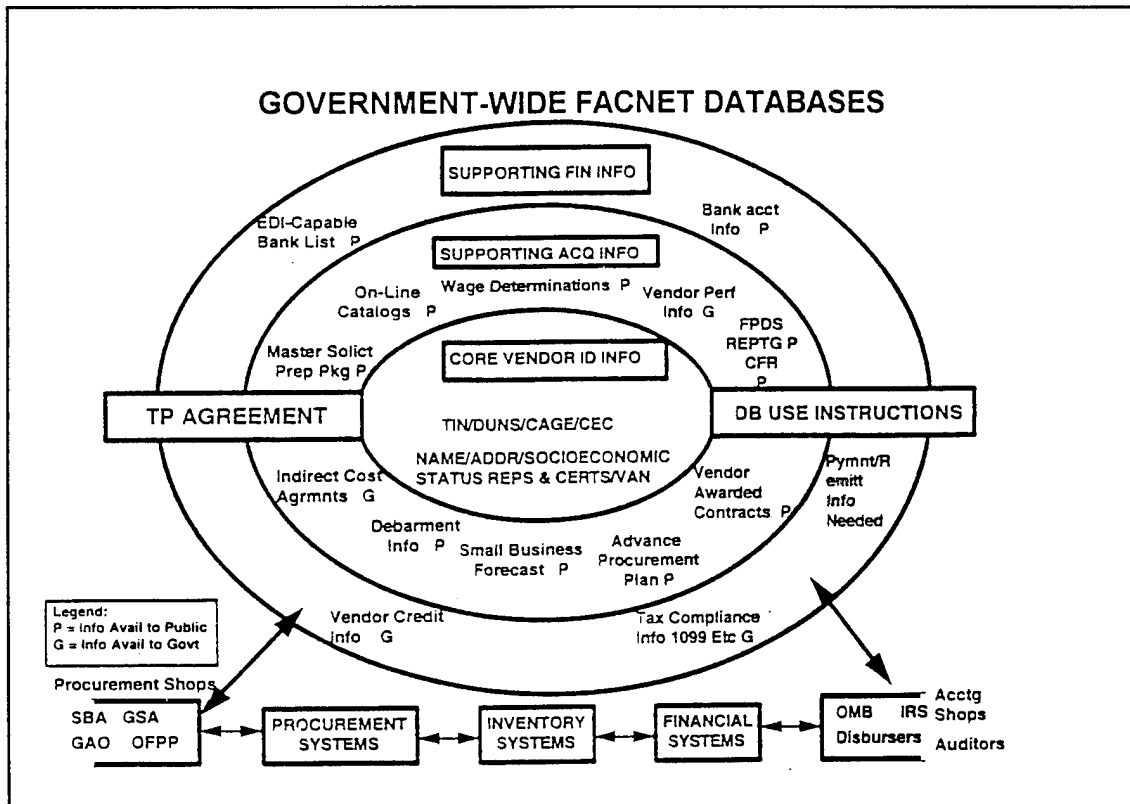 GOVERNMENT-WIDE FACNET DATABASES
SUPPORTING FIN INFO
EDI-Capable
Bank List P
Bank acct
Info P
SUPPORTING ACQ INFO
Wage Determinations P
On-Line
Catalogs P
Vendor Perf
Info G
FPDS
REPTG P
CFR
P
Master Solict
Prep Pkg P
CORE VENDOR ID INFO
TP AGREEMENT
DB USE INSTRUCTIONS
TIN/DUNS/CAGE/CEC
NAME/ADDR/SOCIOECONOMIC
STATUS REPS & CERTS/VAN
Indirect Cost
Agrmnts G
Vendor
Awarded
Contracts P
Pymnt/R
emitt
Info
Needed
Debarment
Info P
Small Business
Forecast P
Advance
Procurement
Plan P
Legend:
P = Info Avail to Public
G = Info Avail to Govt
Vendor Credit
Info G
Tax Compliance
Info 1099 Etc G
Procurement Shops
SBA GSA
GAO OFPP
PROCUREMENT
SYSTEMS
INVENTORY
SYSTEMS
FINANCIAL
SYSTEMS
OMB IRS
Disbursers
Acctg
Shops
Auditors